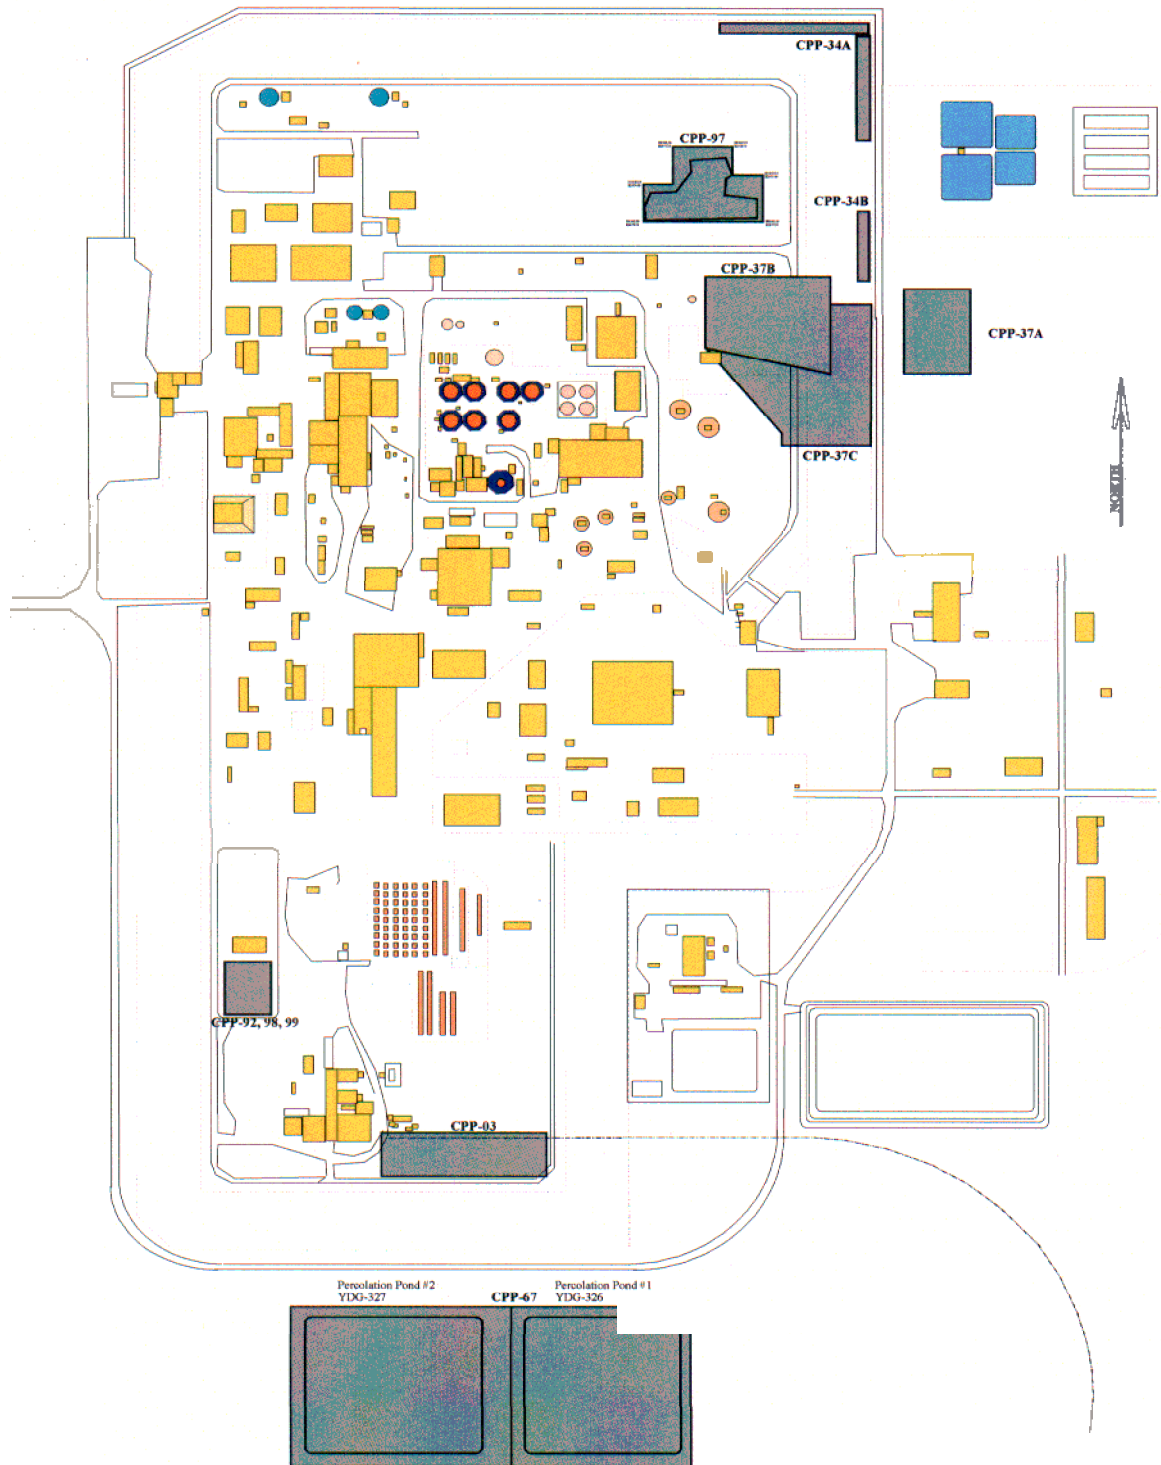 CPP-34A
CPP-97
CPP-34B
CPP-37B
CPP-37A
CPP-37C
NORTH
CPP-92, 98, 99
CPP-03
Percolation Pond #2
YDG-327
CPP-67
Percolation Pond #1
YDG-326